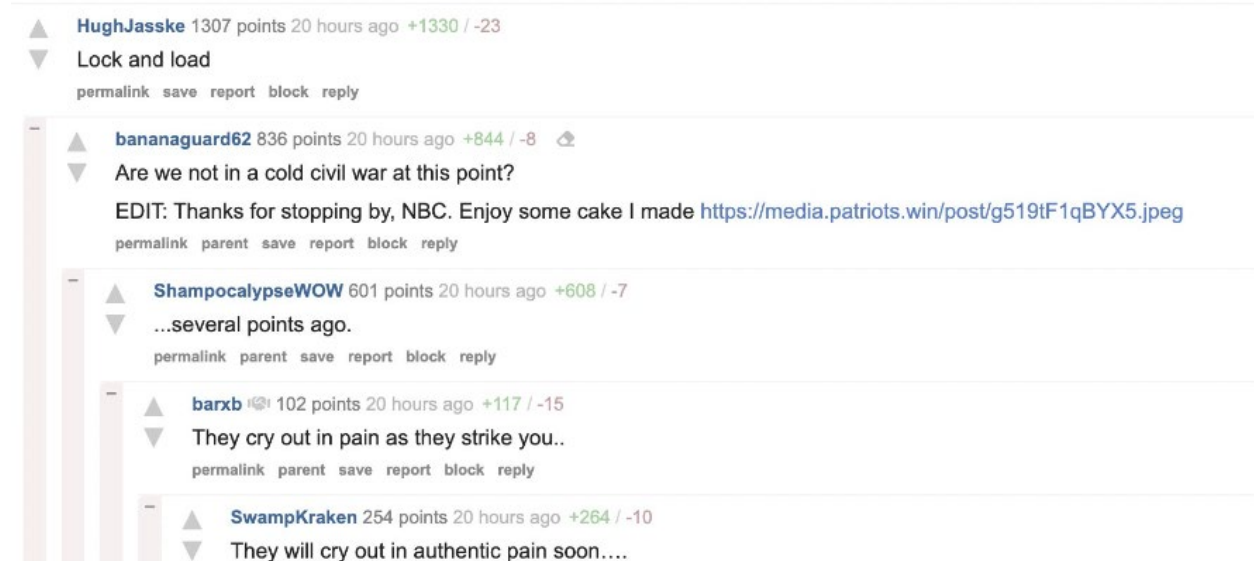 HughJasske 1307 points 20 hours ago +1330 / -23
Lock and load
permalink save report block reply
bananaguard62 836 points 20 hours ago +844 / -8
Are we not in a cold civil war at this point?
EDIT: Thanks for stopping by, NBC. Enjoy some cake I made https://media.patriots.win/post/g519tF1qBYX5.jpeg
permalink parent save report block reply
ShampocalypseWOW 601 points 20 hours ago +608 / -7
...several points ago.
permalink parent save report block reply
barxb 102 points 20 hours ago +117 / -15
They cry out in pain as they strike you..
permalink parent save report block reply
SwampKraken 254 points 20 hours ago +264 / -10
They will cry out in authentic pain soon....